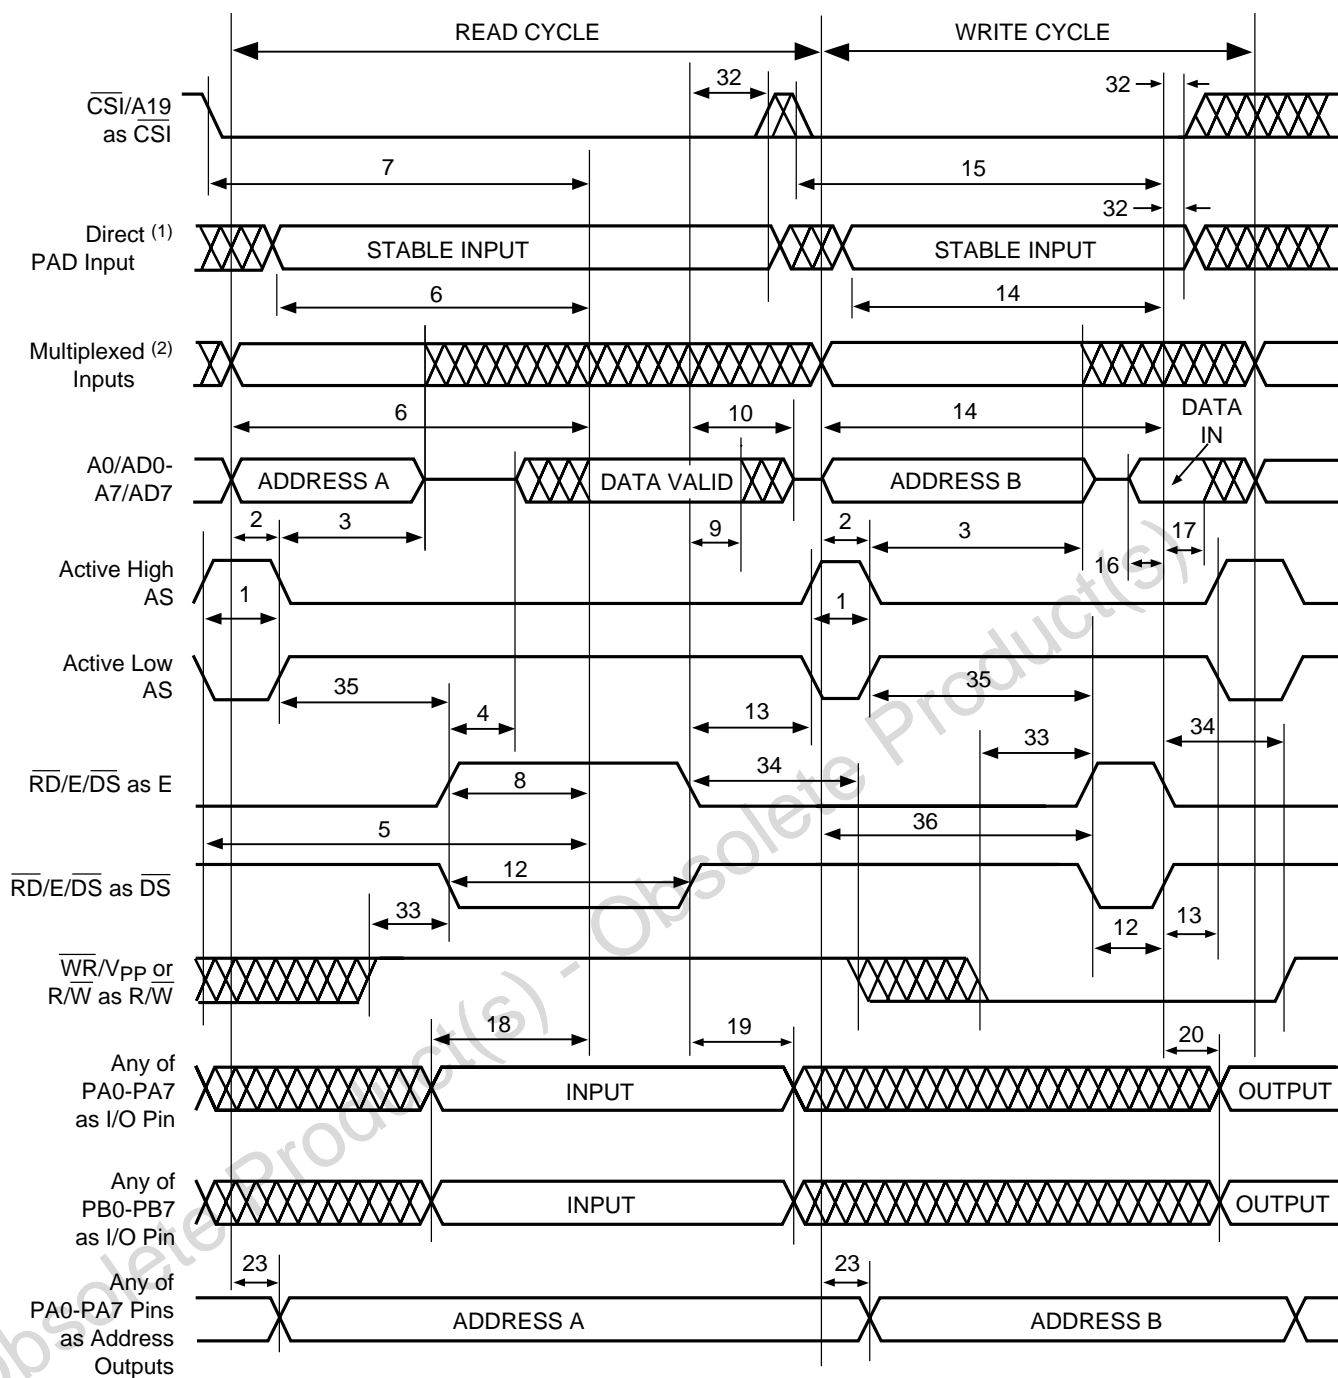 READ CYCLE
WRITE CYCLE
32
32
CSI/A19
as CSI
7
15
32
Direct (1)
PAD Input
STABLE INPUT
STABLE INPUT
6
14
Multiplexed (2)
Inputs
6
10
14
DATA
IN
A0/AD0-
A7/AD7
ADDRESS A
DATA VALID
ADDRESS B
2
3
9
2
3
17
16
Active High
AS
1
1
Active Low
AS
35
35
4
13
33
34
34
RD/E/DS as E
8
5
36
RD/E/DS as DS
12
33
12
13
WR/VPP or
R/W as R/W
18
19
20
Any of
PA0-PA7
as I/O Pin
INPUT
OUTPUT
Any of
PB0-PB7
as I/O Pin
INPUT
OUTPUT
23
23
Any of
PA0-PA7 Pins
as Address
Outputs
ADDRESS A
ADDRESS B
Obsolete Product(s) - Obsolete Product(s)